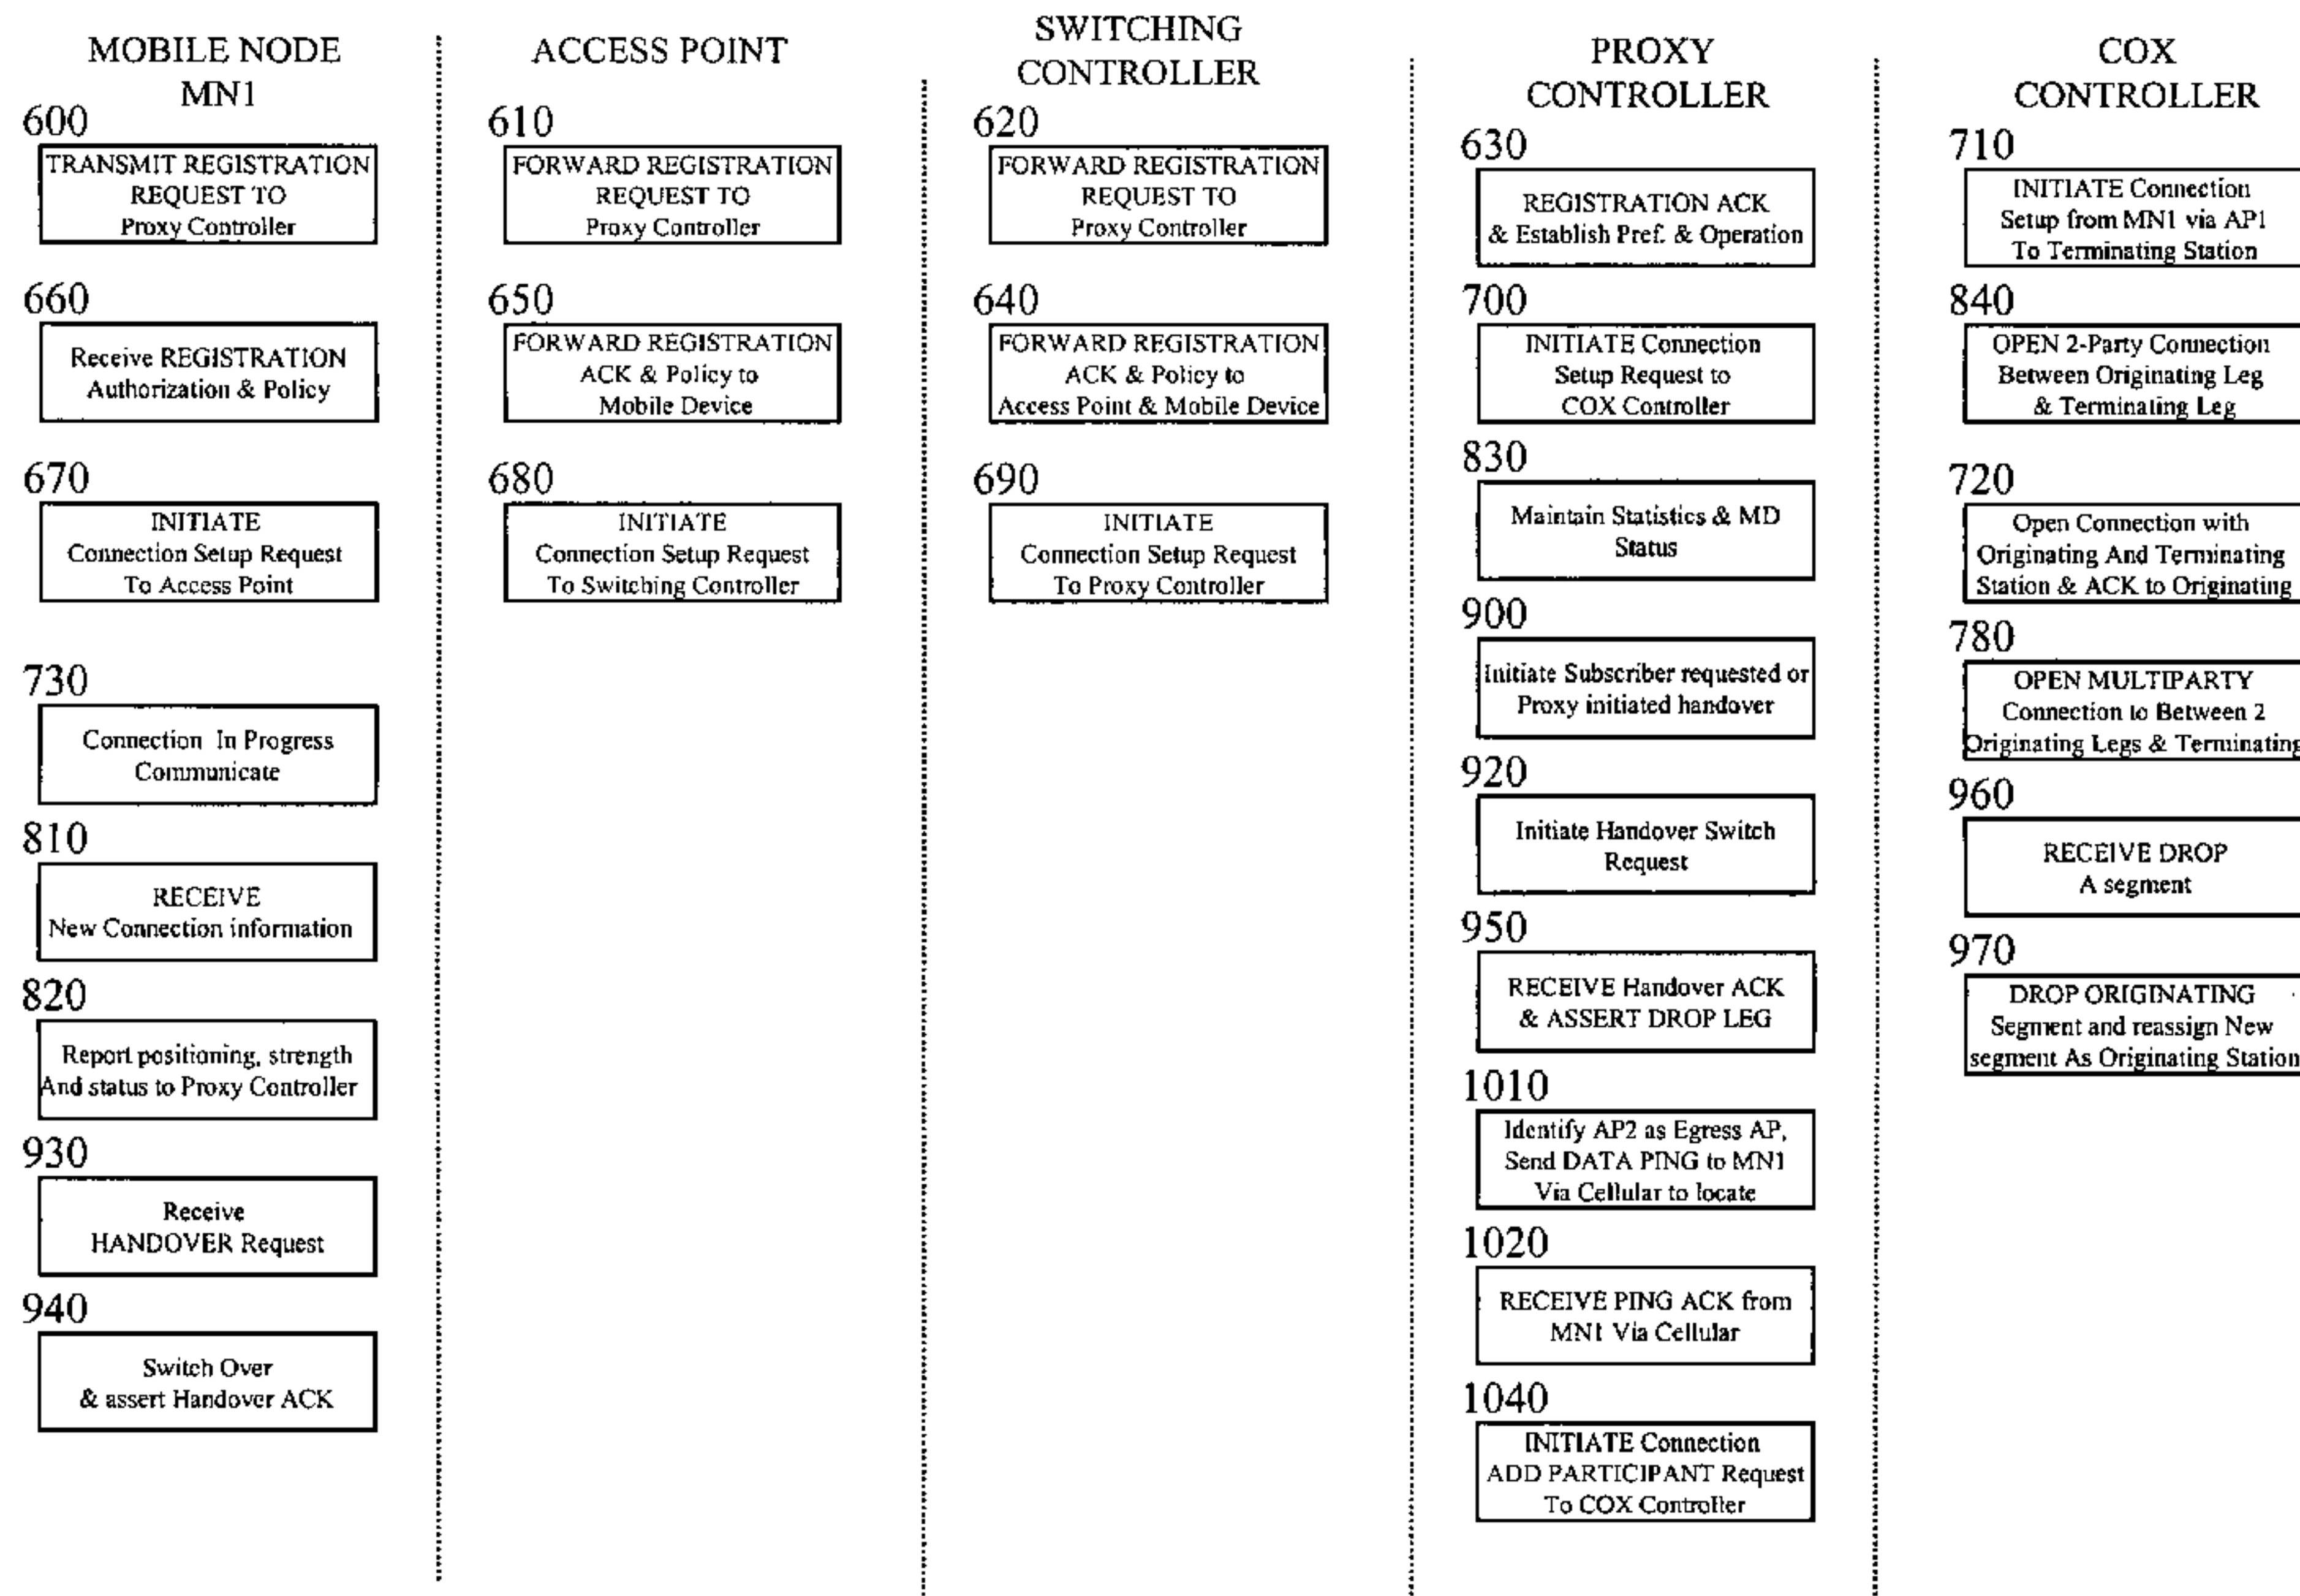 MOBILE NODE
MN1
600
TRANSMIT REGISTRATION
REQUEST TO
Proxy Controller
660
Receive REGISTRATION
Authorization & Policy
670
INITIATE
Connection Setup Request
To Access Point
730
Connection In Progress
Communicate
810
RECEIVE
New Connection information
820
Report positioning, strength
And status to Proxy Controller
930
Receive
HANDOVER Request
940
Switch Over
& assert Handover ACK
ACCESS POINT
610
FORWARD REGISTRATION
REQUEST TO
Proxy Controller
650
FORWARD REGISTRATION
ACK & Policy to
Mobile Device
680
INITIATE
Connection Setup Request
To Switching Controller
SWITCHING
CONTROLLER
620
FORWARD REGISTRATION
REQUEST TO
Proxy Controller
640
FORWARD REGISTRATION
ACK & Policy to
Access Point & Mobile Device
690
INITIATE
Connection Setup Request
To Proxy Controller
PROXY
CONTROLLER
630
REGISTRATION ACK
& Establish Pref. & Operation
700
INITIATE Connection
Setup Request to
COX Controller
830
Maintain Statistics & MD
Status
900
Initiate Subscriber requested or
Proxy initiated handover
920
Initiate Handover Switch
Request
950
RECEIVE Handover ACK
& ASSERT DROP LEG
1010
Identify AP2 as Egress AP,
Send DATA PING to MN1
Via Cellular to locate
1020
RECEIVE PING ACK from
MN1 Via Cellular
1040
INITIATE Connection
ADD PARTICIPANT Request
To COX Controller
COX
CONTROLLER
710
INITIATE Connection
Setup from MN1 via AP1
To Terminating Station
840
OPEN 2-Party Connection
Between Originating Leg
& Terminating Leg
720
Open Connection with
Originating And Terminating
Station & ACK to Originating
780
OPEN MULTIPARTY
Connection to Between 2
Originating Legs & Terminating
960
RECEIVE DROP
A segment
970
DROP ORIGINATING
Segment and reassign New
segment As Originating Station